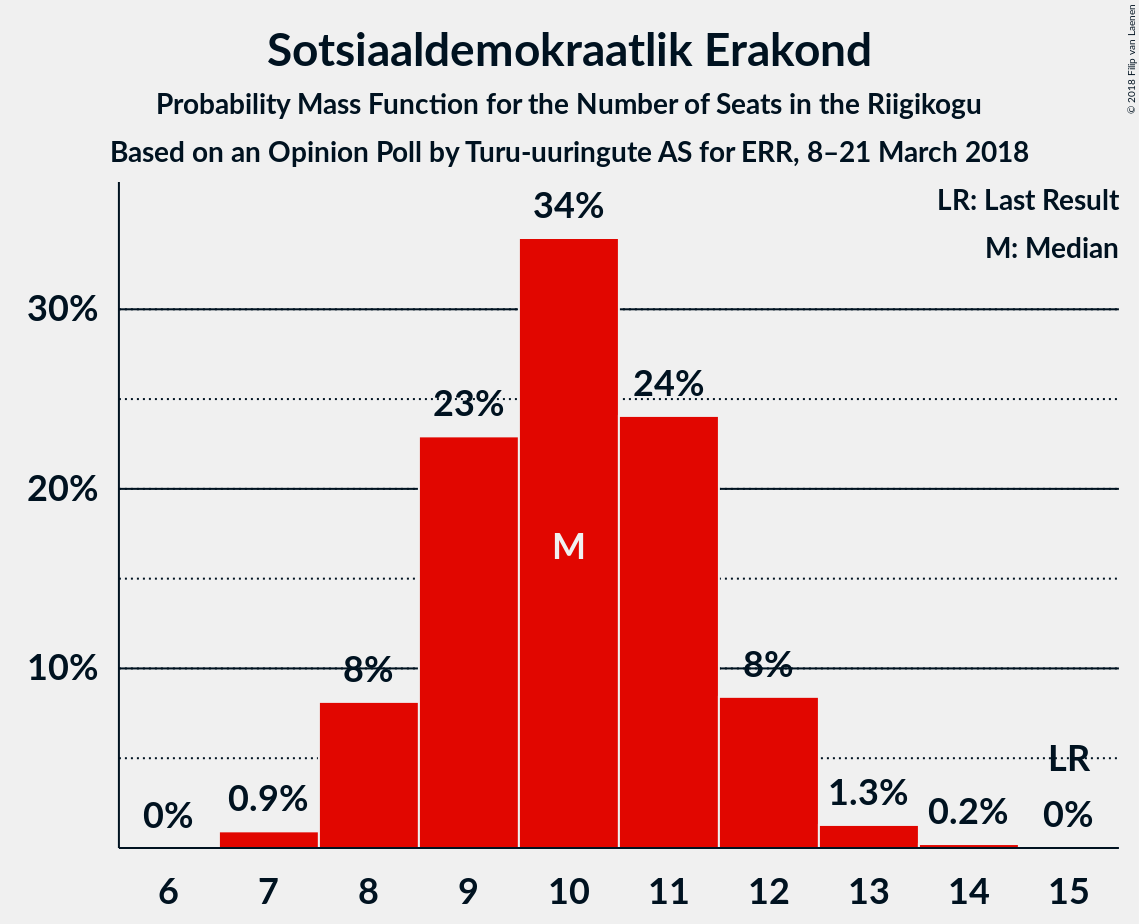 Sotsiaaldemokraatlik Erakond
Probability Mass Function for the Number of Seats in the Riigikogu
Based on an Opinion Poll by Turu-uuringute AS for ERR, 8–21 March 2018
© 2018 Filip van Laenen
LR: Last Result
M: Median
34%
30%
24%
23%
20%
M
10%
8%
8%
LR
0%
0.9%
1.3%
0.2%
0%
6 7 8 9 10 11 12 13 14 15